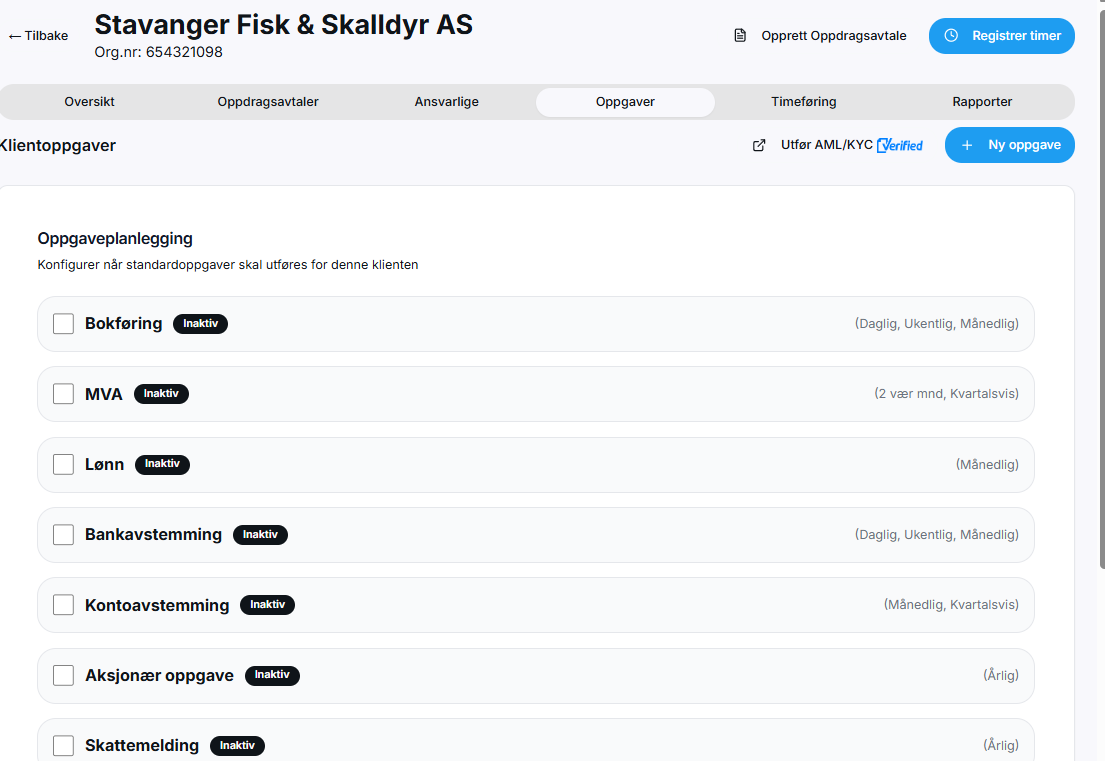 ← Tilbake
Stavanger Fisk & Skalldyr AS
Org.nr: 654321098
Opprett Oppdragsavtale
Registrer timer
Oversikt
Oppdragsavtaler
Ansvarlige
Oppgaver
Timeføring
Rapporter
Klientoppgaver
Utfør AML/KYC Verified
+ Ny oppgave
Oppgaveplanlegging
Konfigurer når standardoppgaver skal utføres for denne klienten
Bokføring Inaktiv (Daglig, Ukentlig, Månedlig)
MVA Inaktiv (2 vær mnd, Kvartalsvis)
Lønn Inaktiv (Månedlig)
Bankavstemming Inaktiv (Daglig, Ukentlig, Månedlig)
Kontoavstemming Inaktiv (Månedlig, Kvartalsvis)
Aksjonær oppgave Inaktiv (Årlig)
Skattemelding Inaktiv (Årlig)